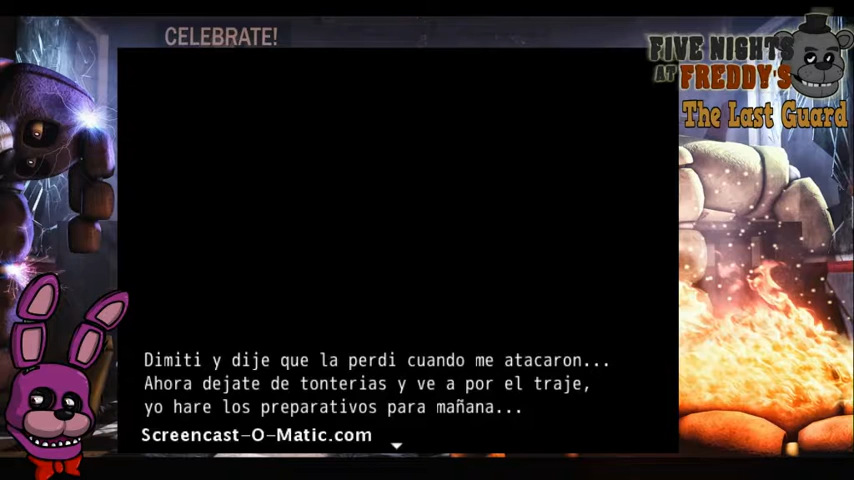 CELEBRATE!
FIVE NIGHTS
AT FREDDY'S
The Last Guard
Dimiti y dije que la perdi cuando me atacaron...
Ahora dejate de tonterias y ve a por el traje,
yo hare los preparativos para mañana...
Screencast-O-Matic.com